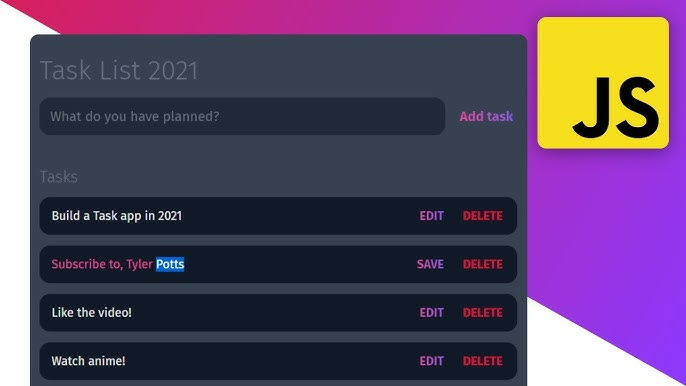 Task List 2021
What do you have planned?
Add task
Tasks
Build a Task app in 2021 EDIT DELETE
Subscribe to, Tyler Potts SAVE DELETE
Like the video! EDIT DELETE
Watch anime! EDIT DELETE
JS